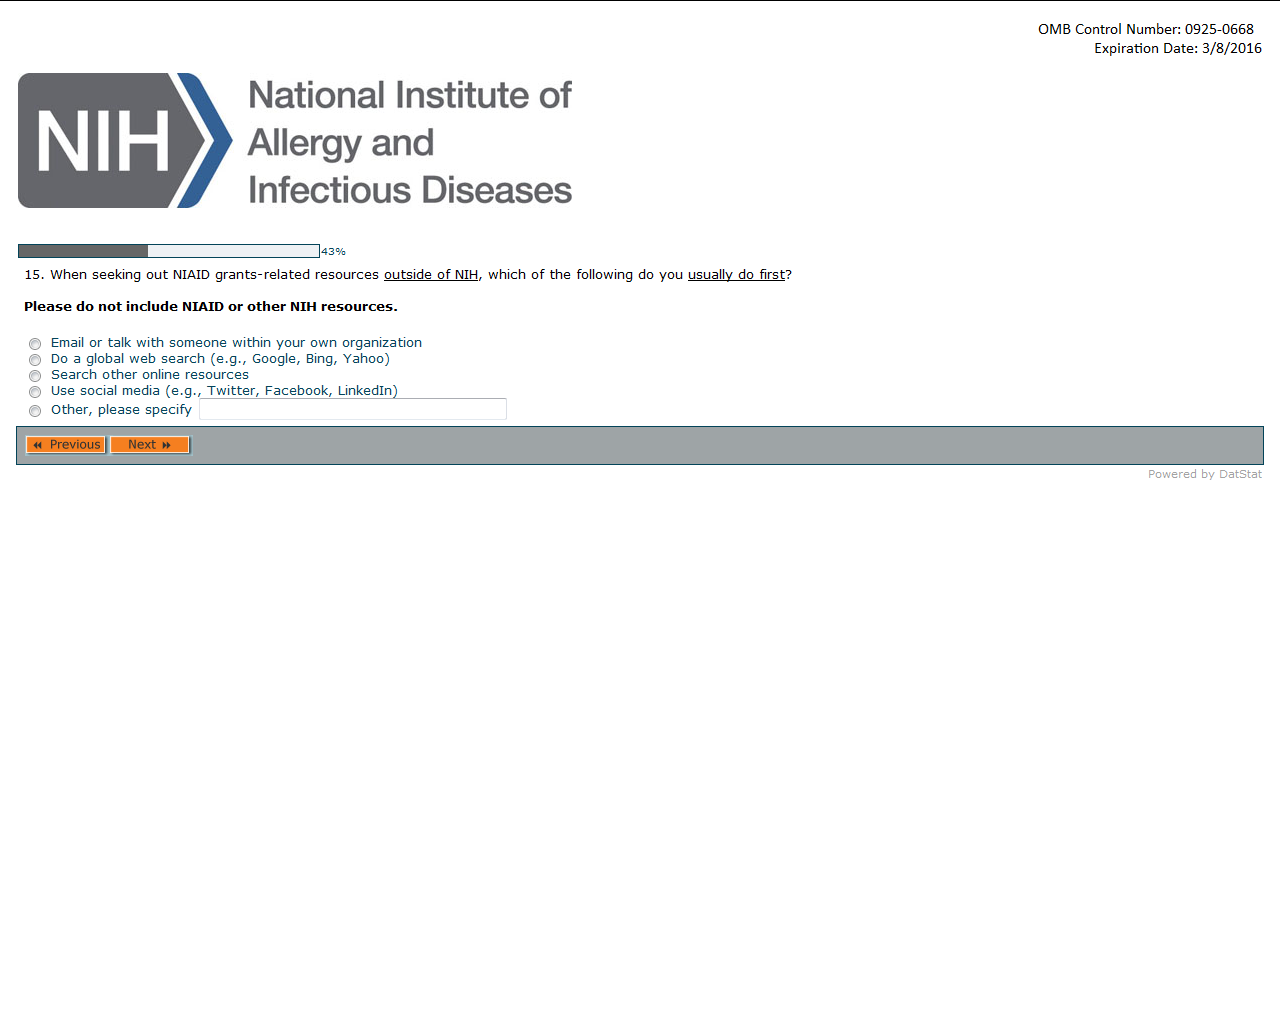 OMB Control Number: 0925-0668
Expiration Date: 3/8/2016
NIH
National Institute of
Allergy and
Infectious Diseases
43%
15. When seeking out NIAID grants-related resources outside of NIH, which of the following do you usually do first?
Please do not include NIAID or other NIH resources.
Email or talk with someone within your own organization
Do a global web search (e.g., Google, Bing, Yahoo)
Search other online resources
Use social media (e.g., Twitter, Facebook, LinkedIn)
Other, please specify
Previous Next
Powered by DatStat